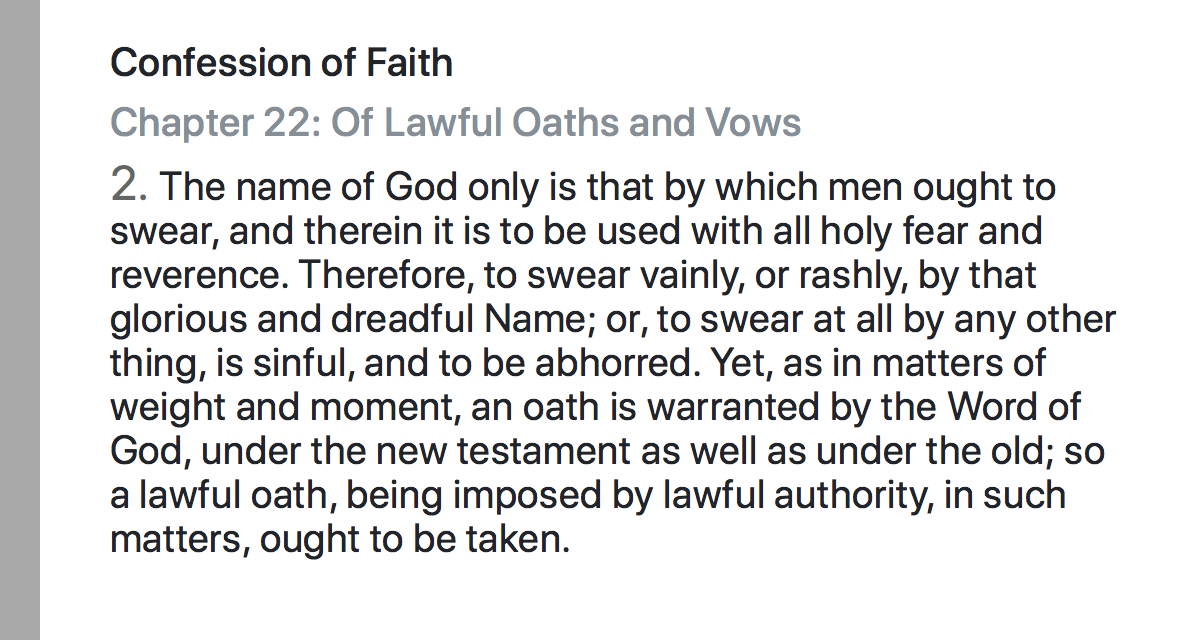 Confession of Faith
Chapter 22: Of Lawful Oaths and Vows
2. The name of God only is that by which men ought to
swear, and therein it is to be used with all holy fear and
reverence. Therefore, to swear vainly, or rashly, by that
glorious and dreadful Name; or, to swear at all by any other
thing, is sinful, and to be abhorred. Yet, as in matters of
weight and moment, an oath is warranted by the Word of
God, under the new testament as well as under the old; so
a lawful oath, being imposed by lawful authority, in such
matters, ought to be taken.